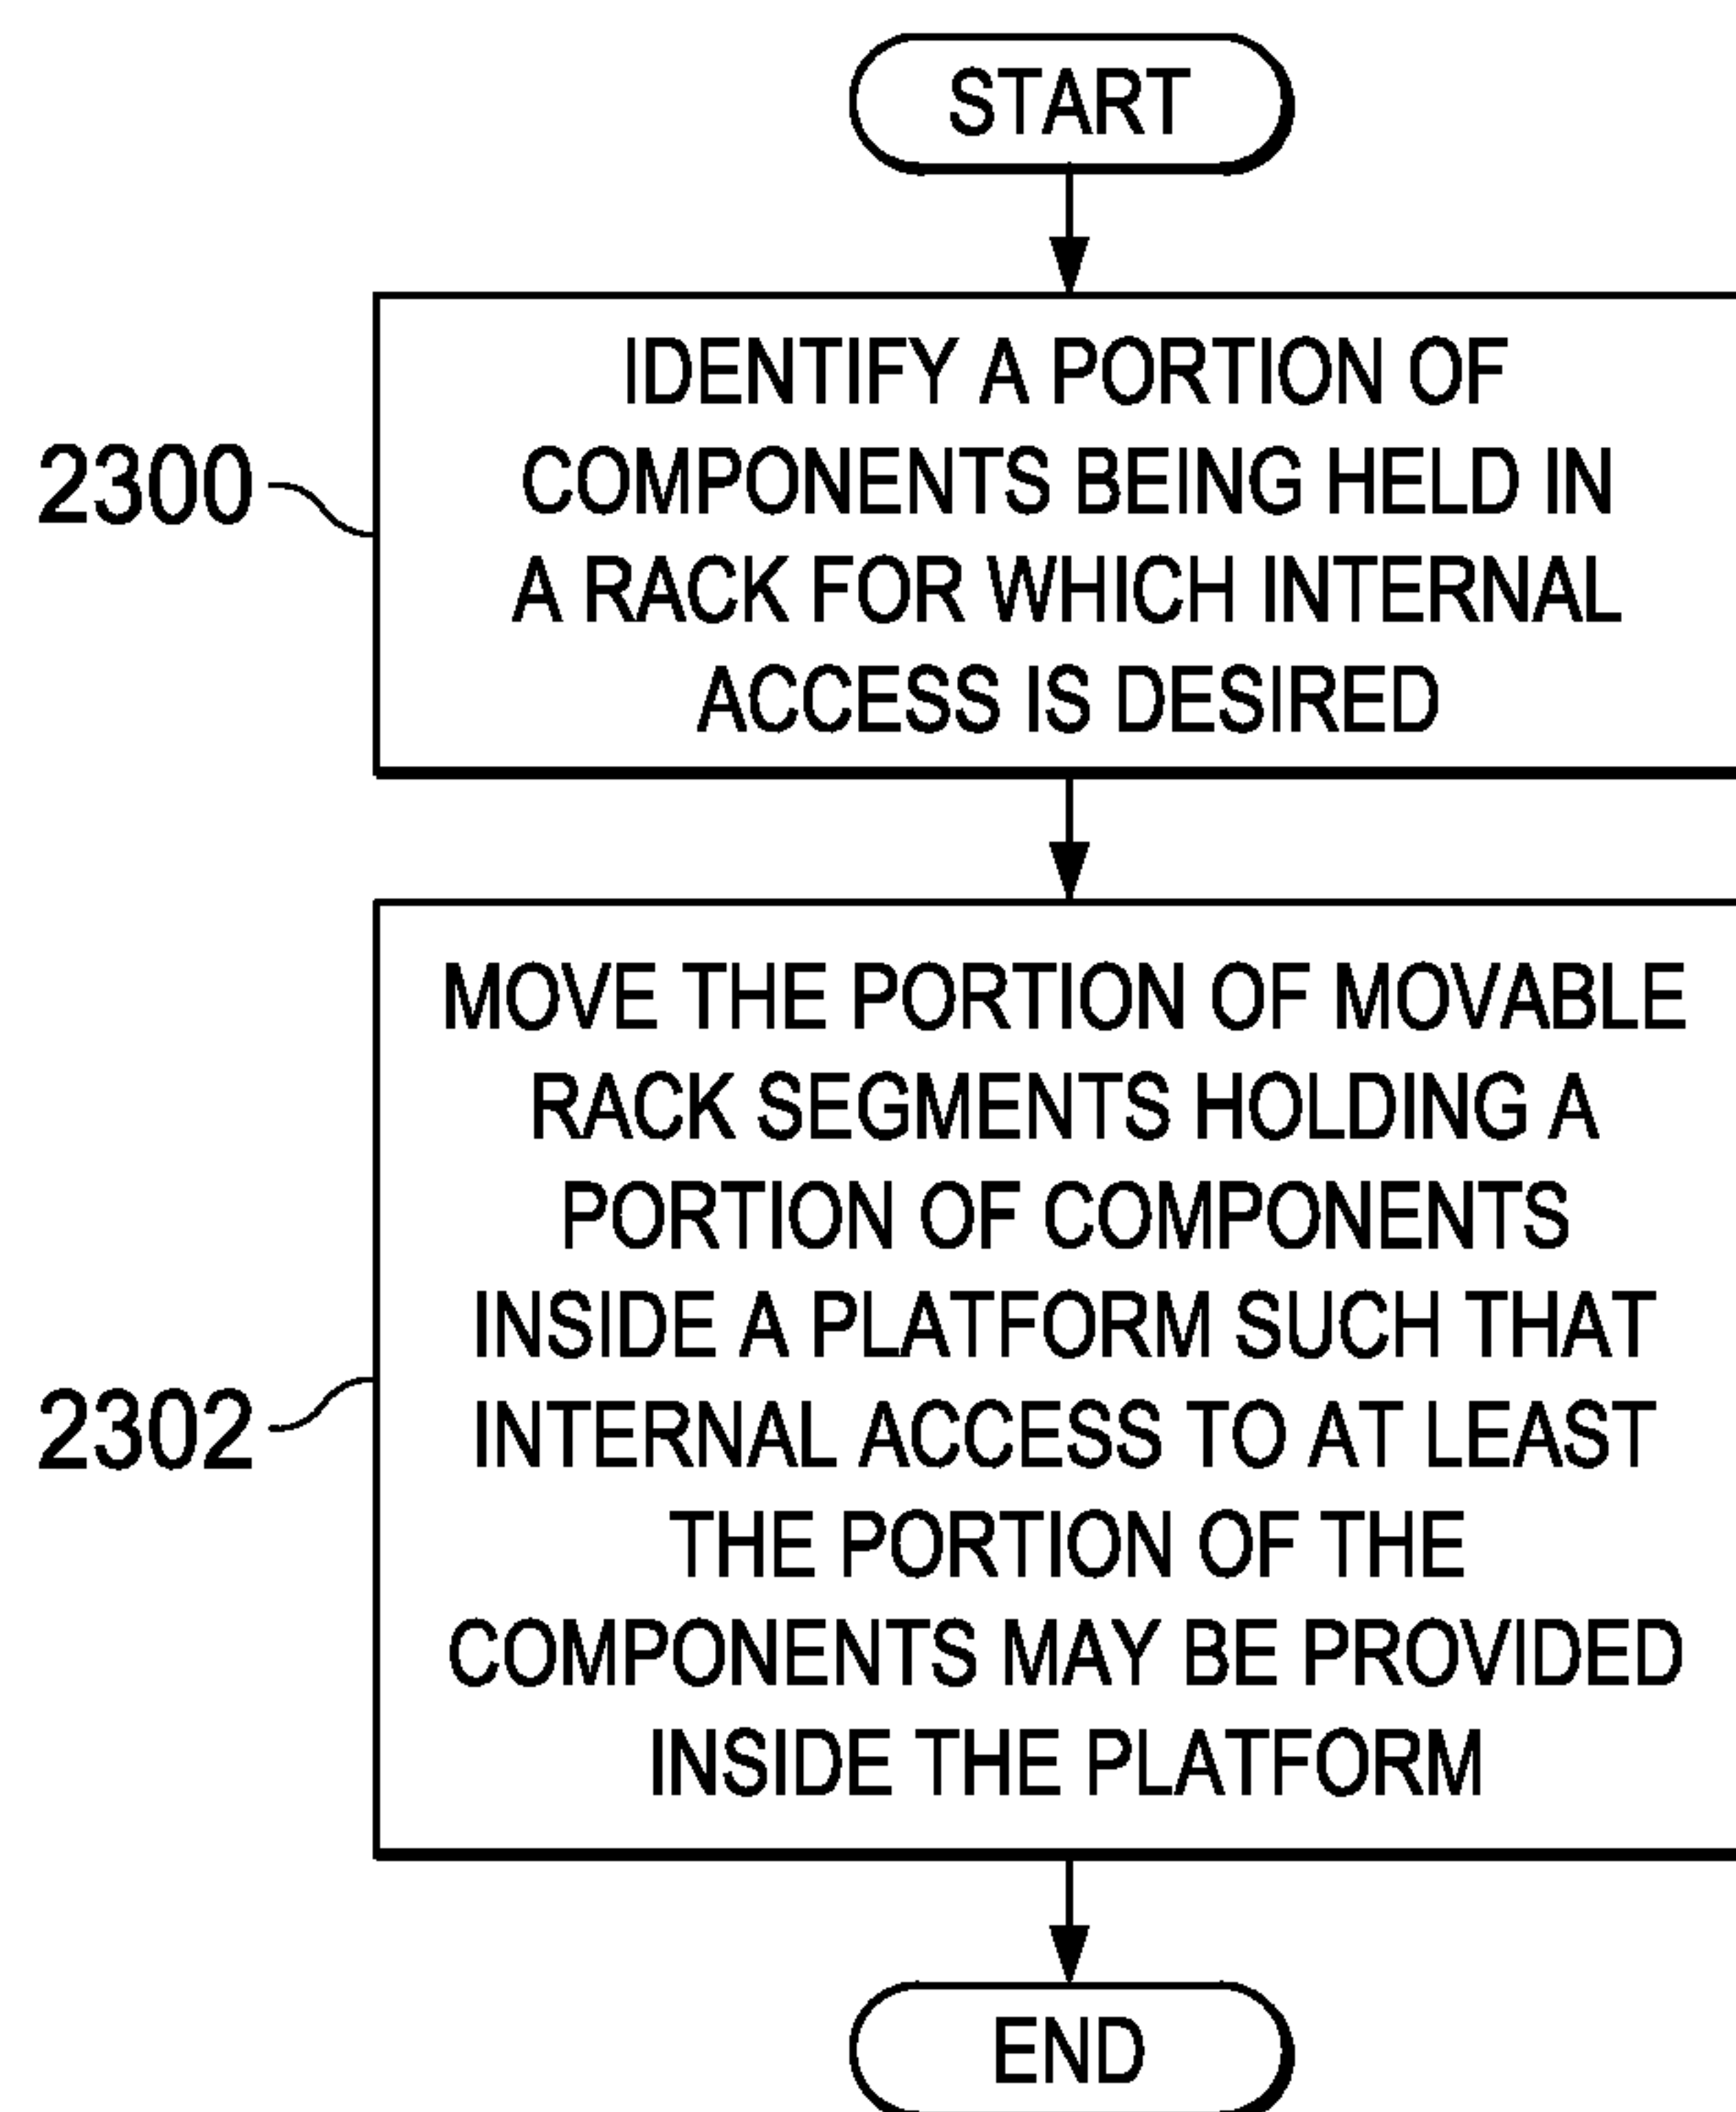 START
IDENTIFY A PORTION OF
COMPONENTS BEING HELD IN
A RACK FOR WHICH INTERNAL
ACCESS IS DESIRED
2300
MOVE THE PORTION OF MOVABLE
RACK SEGMENTS HOLDING A
PORTION OF COMPONENTS
INSIDE A PLATFORM SUCH THAT
INTERNAL ACCESS TO AT LEAST
THE PORTION OF THE
COMPONENTS MAY BE PROVIDED
INSIDE THE PLATFORM
2302
END